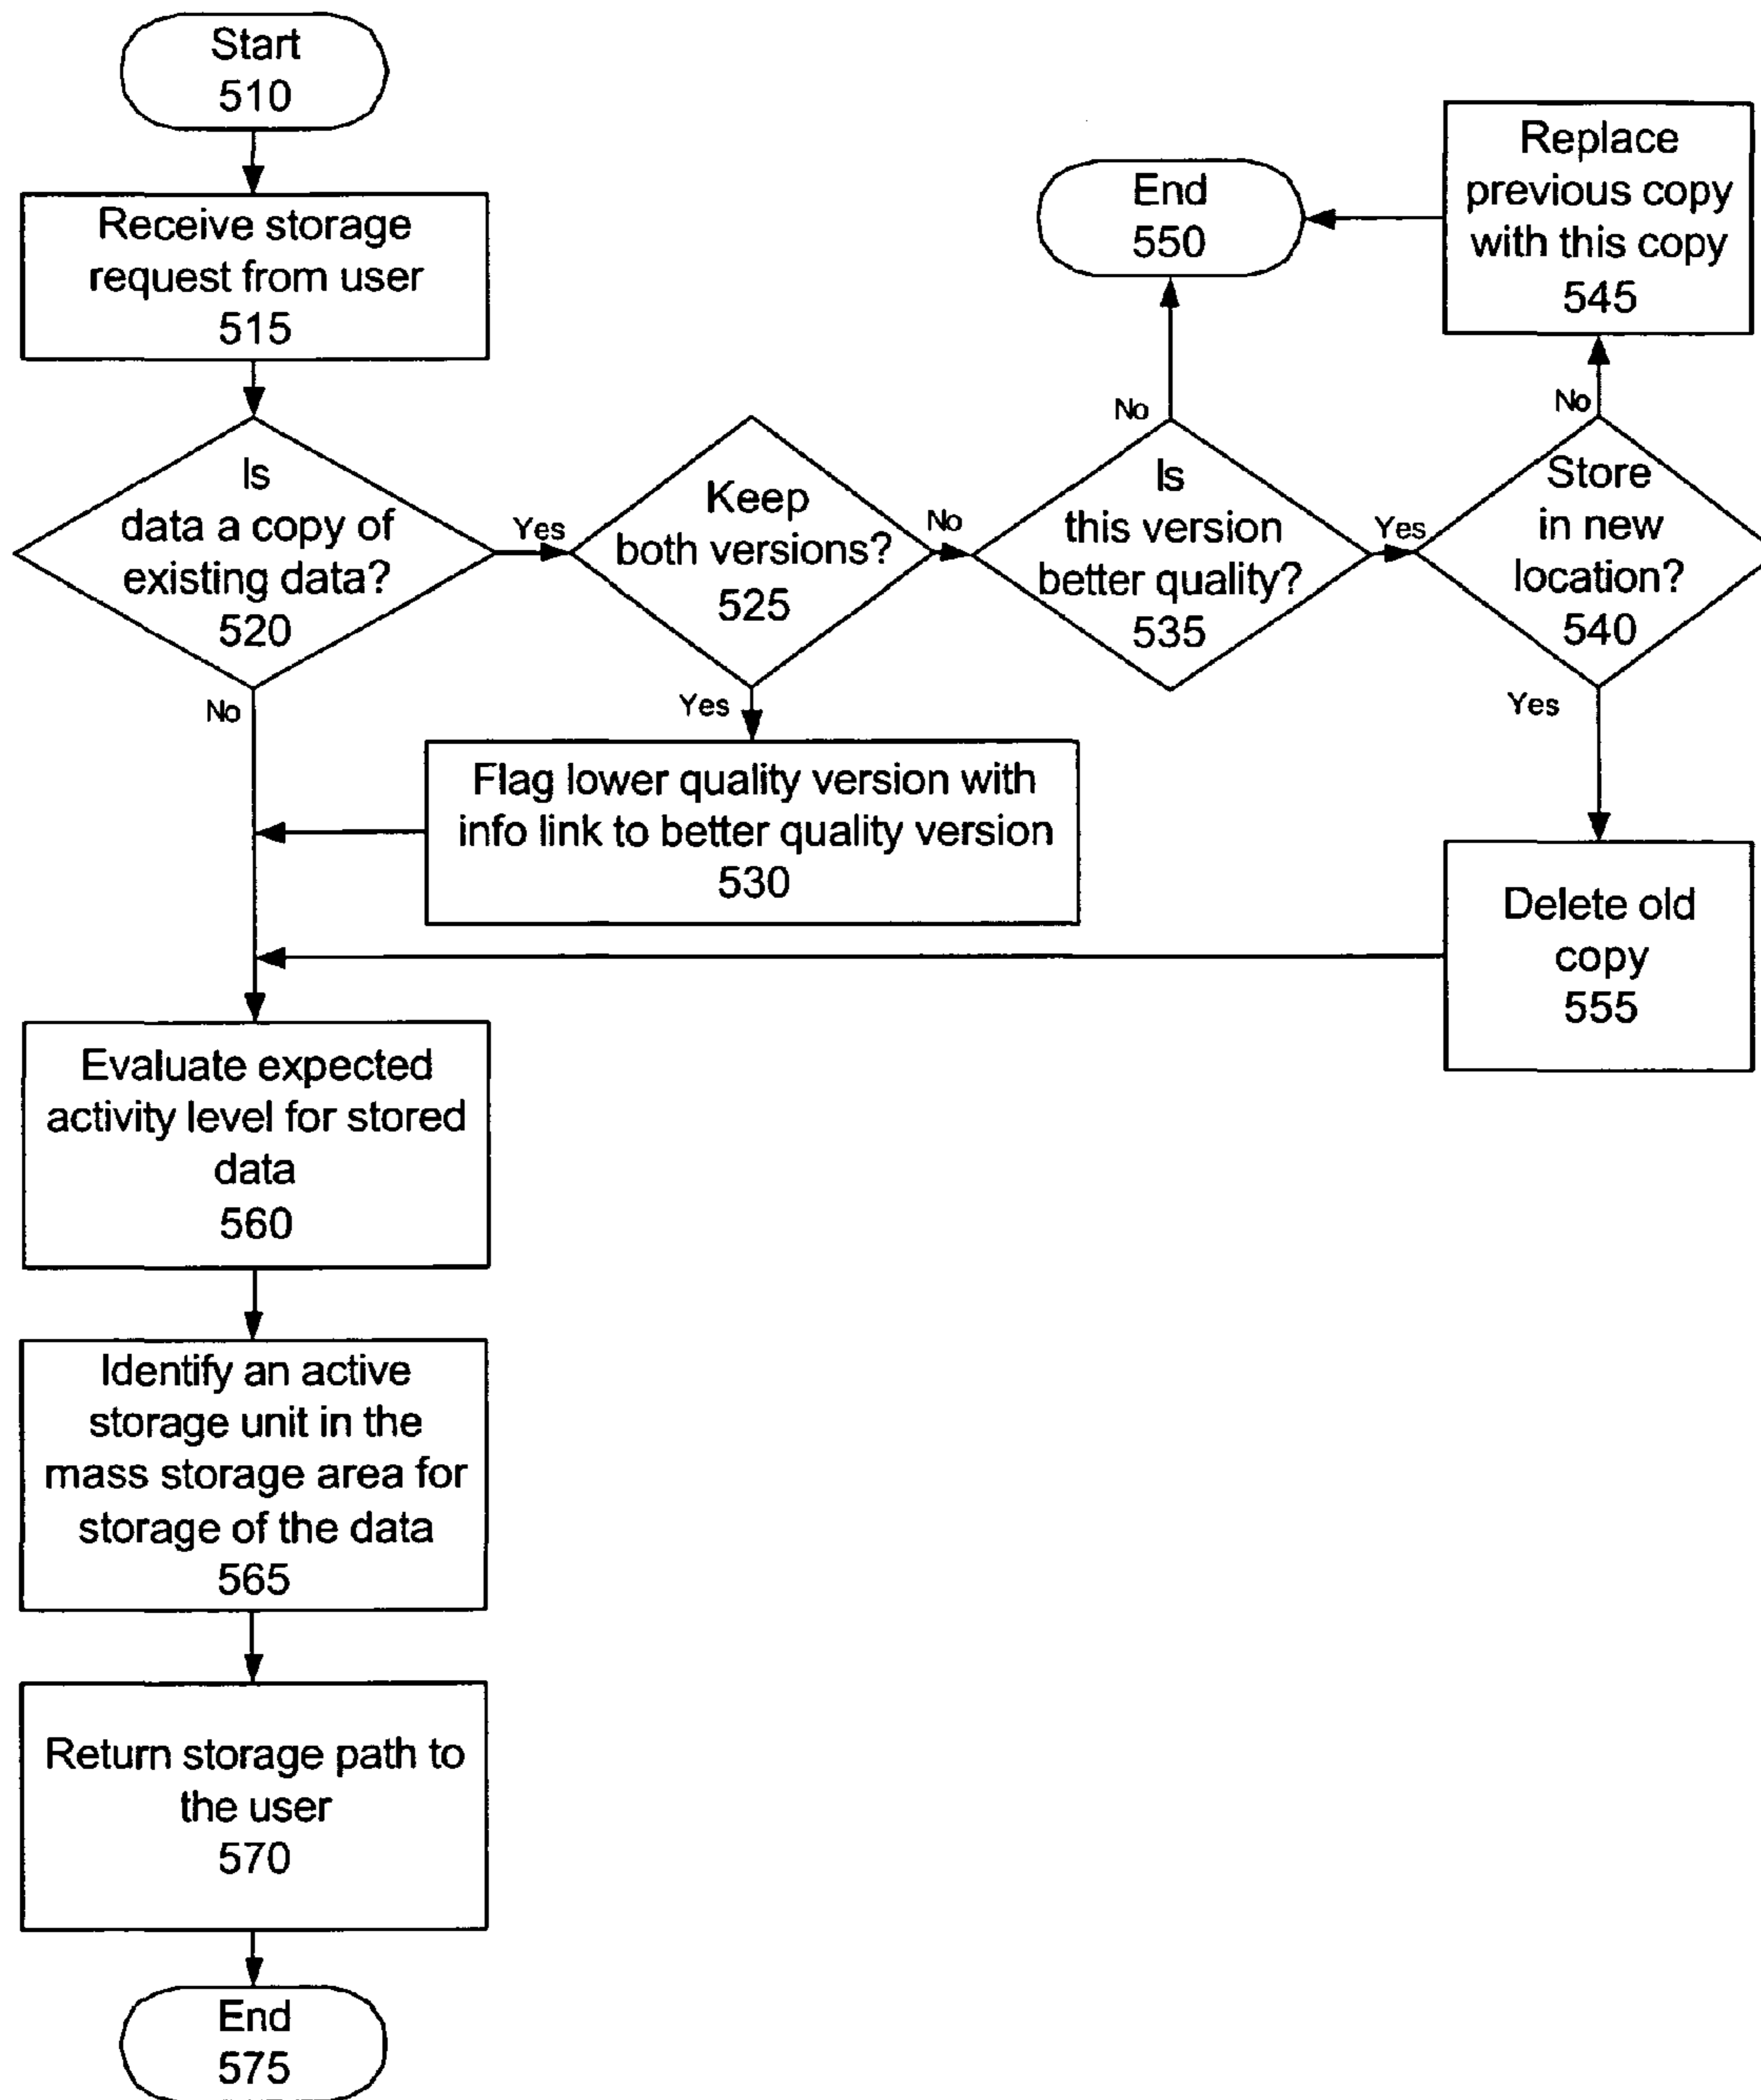 Start
510
Receive storage
request from user
515
Is
data a copy of
existing data?
520
Yes
No
Keep
both versions?
525
No
Yes
Is
this version
better quality?
535
No
Yes
Store
in new
location?
540
No
Yes
Replace
previous copy
with this copy
545
End
550
Flag lower quality version with
info link to better quality version
530
Delete old
copy
555
Evaluate expected
activity level for stored
data
560
Identify an active
storage unit in the
mass storage area for
storage of the data
565
Return storage path to
the user
570
End
575